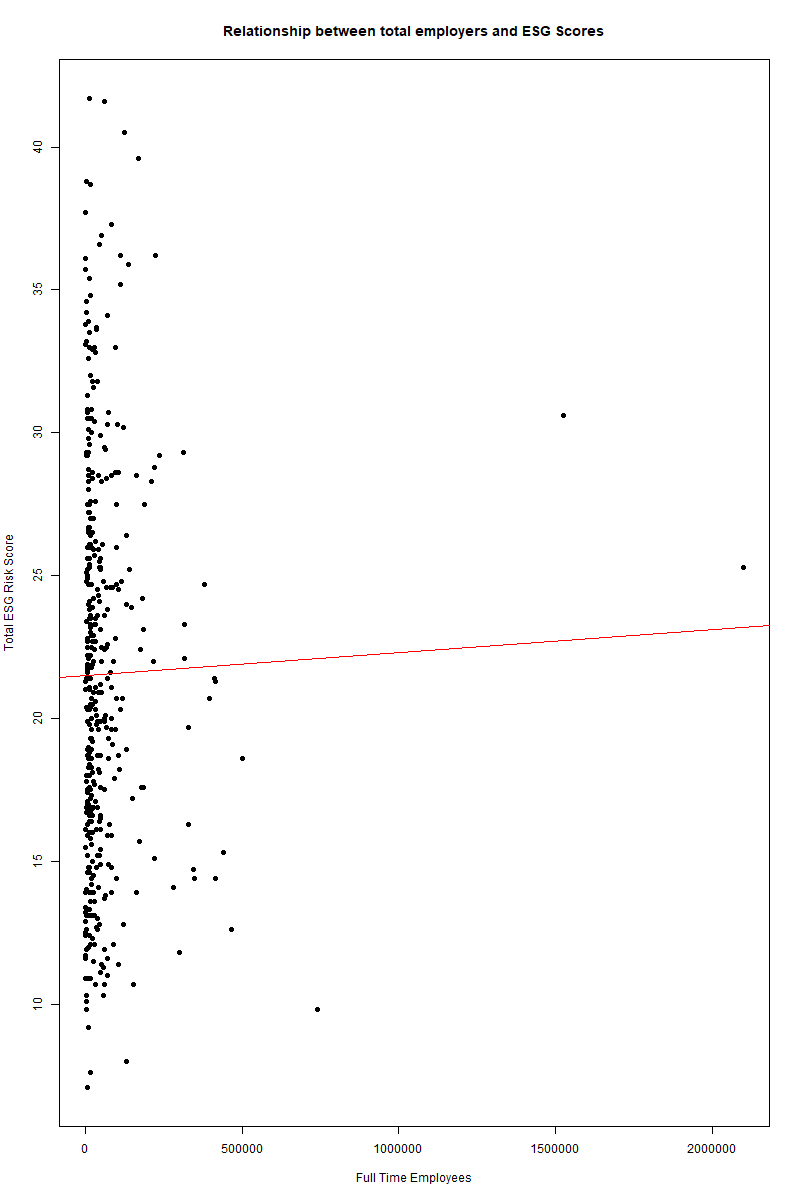 Relationship between total employers and ESG Scores
Total ESG Risk Score
40
35
30
25
20
15
10
0 500000 1000000 1500000 2000000
Full Time Employees